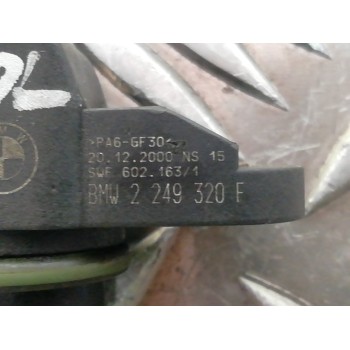 >PA6-GF30<
20.12.2000 NS 15
SWF 602.163/1
BMW 2 249 320 F